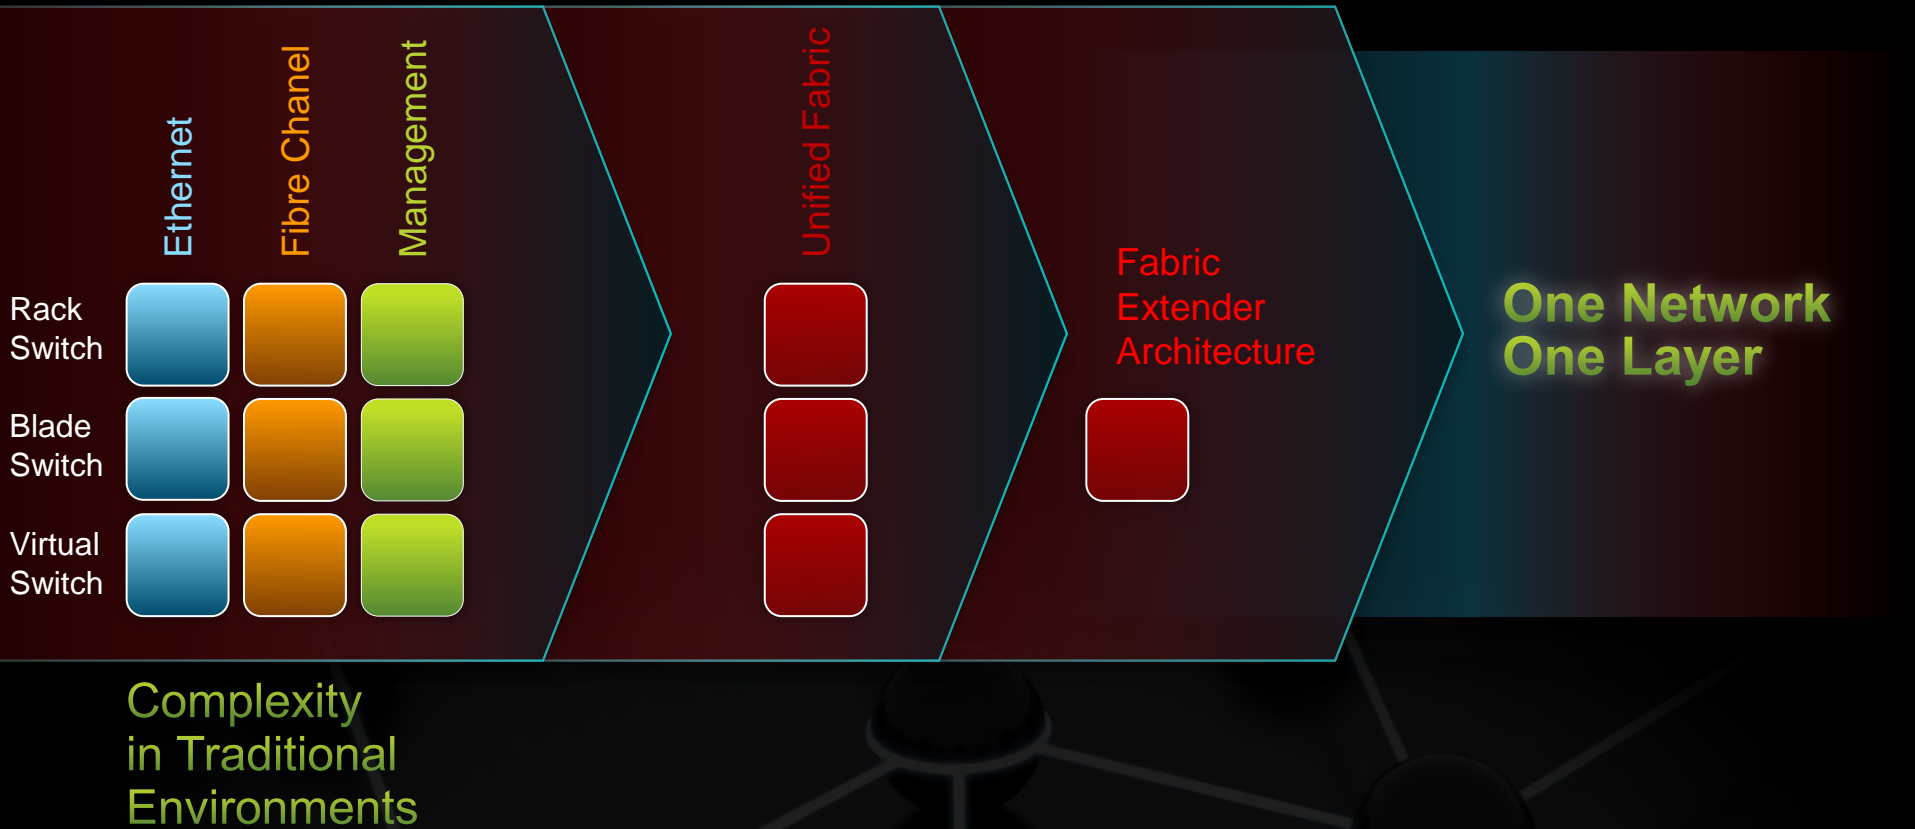 Ethernet
Fibre Chanel
Management
Unified Fabric
Rack
Switch
Blade
Switch
Virtual
Switch
Fabric
Extender
Architecture
One Network
One Layer
Complexity
in Traditional
Environments